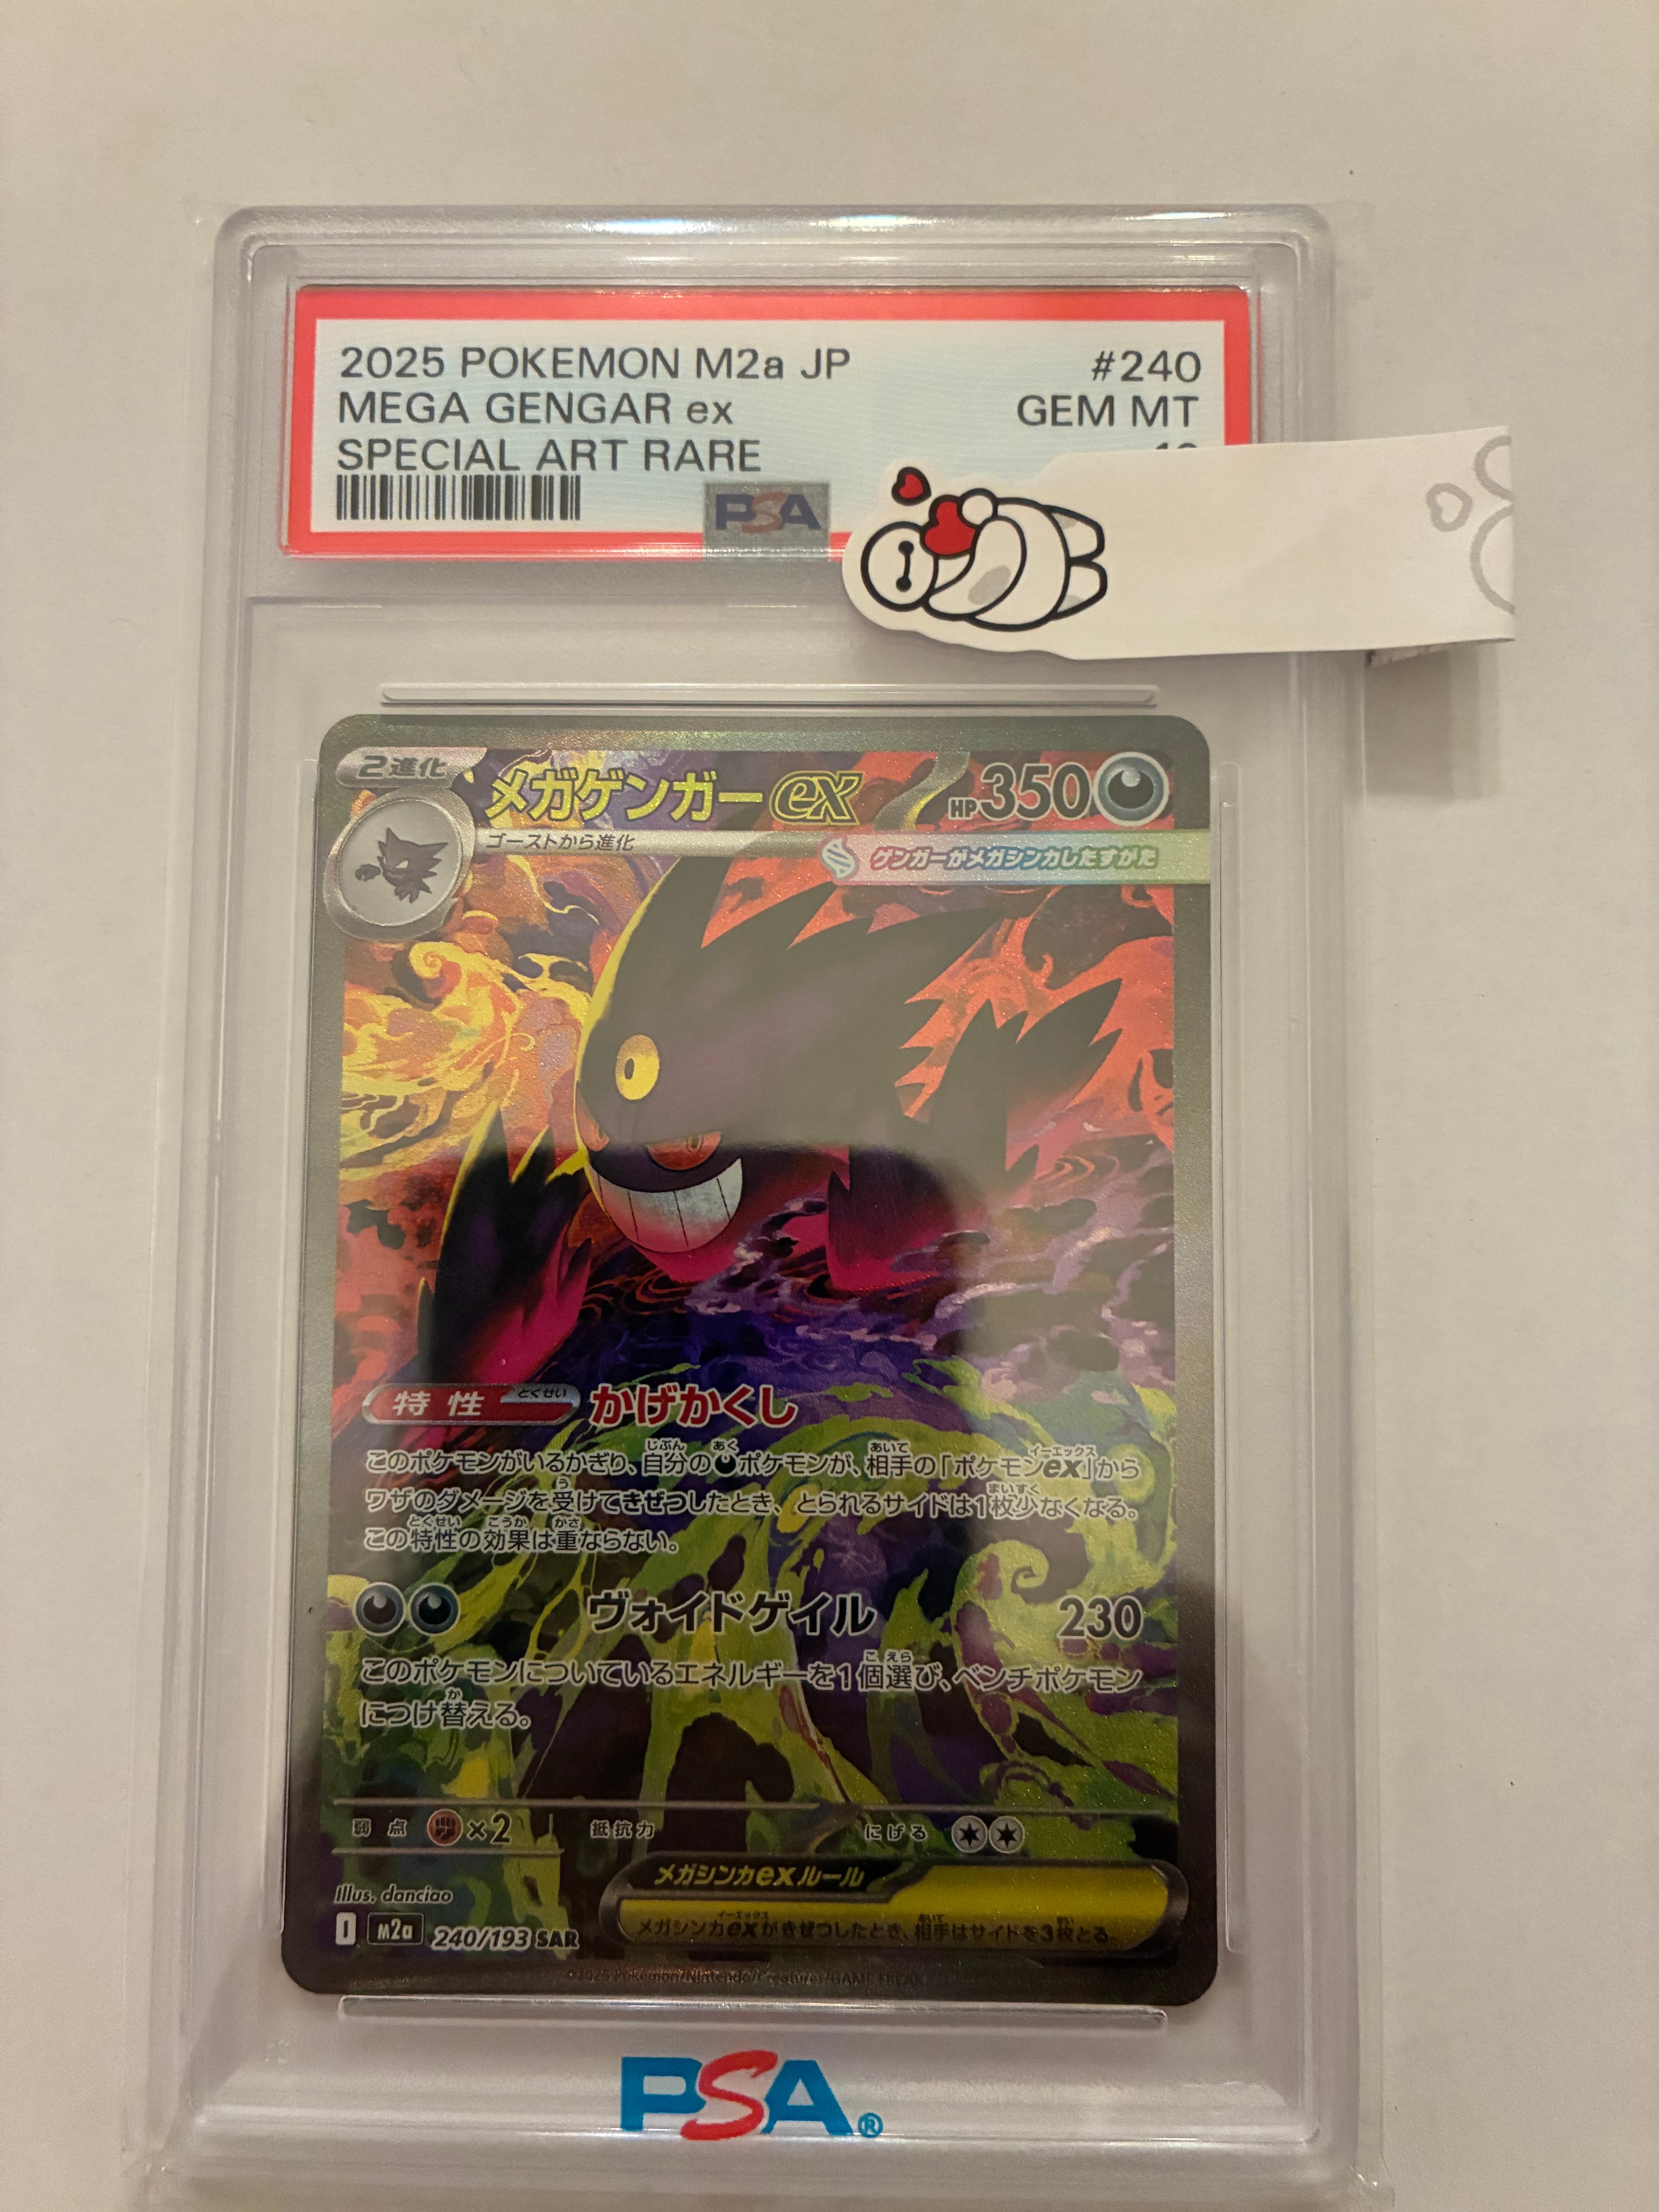 2025 POKEMON M2a JP #240
MEGA GENGAR ex GEM MT
SPECIAL ART RARE 10
PSA
2進化
メガゲンガーex HP350
ゴーストから進化
ゲンガーがメガシンカしたすがた
特性 とくせい かげかくし
このポケモンがいるかぎり、自分のポケモンが、相手の「ポケモンex」から
ワザのダメージを受けてきぜつしたとき、とられるサイドは1枚少なくなる。
この特性の効果は重ならない。
ヴォイドゲイル 230
このポケモンについているエネルギーを1個選び、ベンチポケモン
につけ替える。
弱点 ×2 抵抗力 にげる
メガシンカexルール
メガシンカexがきぜつしたとき、相手はサイドを3枚とる。
Illus. danciao
I M2a 240/193 SAR
©2025 Pokémon/Nintendo/Creatures/GAME FREAK
PSA®